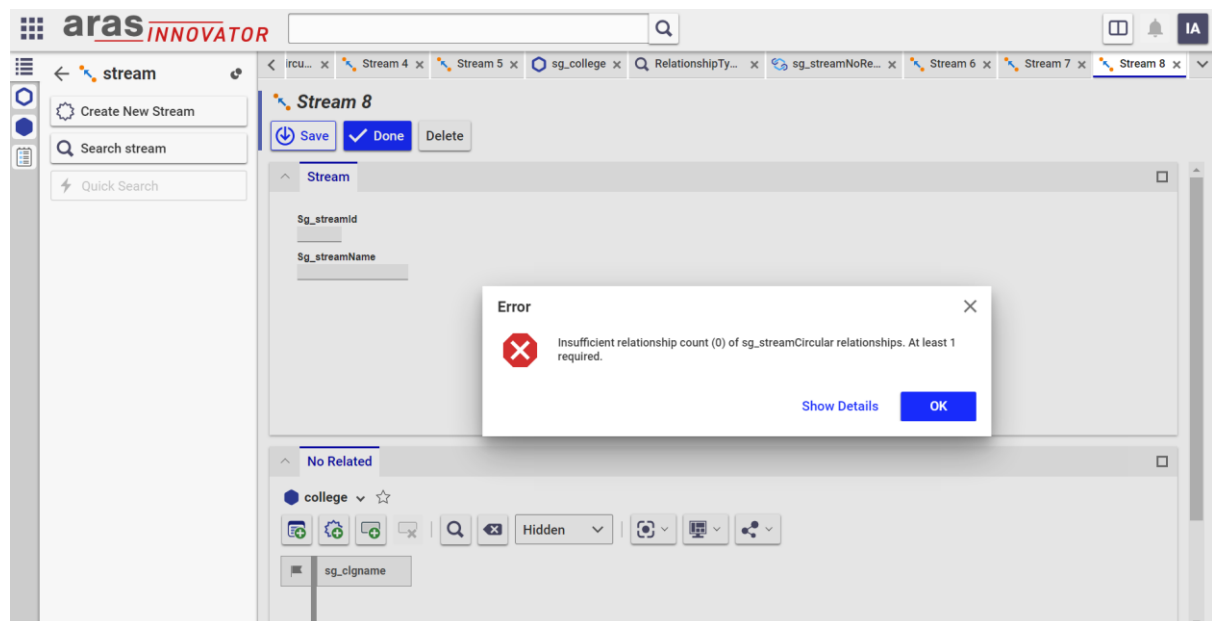 aras INNOVATOR
IA
stream
ircu... x Stream 4 x Stream 5 x sg_college x RelationshipTy... x sg_streamNoRe... x Stream 6 x Stream 7 x Stream 8 x
Create New Stream
Search stream
Quick Search
Stream 8
Save Done Delete
Stream
Sg_streamId
Sg_streamName
Error
Insufficient relationship count (0) of sg_streamCircular relationships. At least 1
required.
Show Details OK
No Related
college
Hidden
sg_clgname